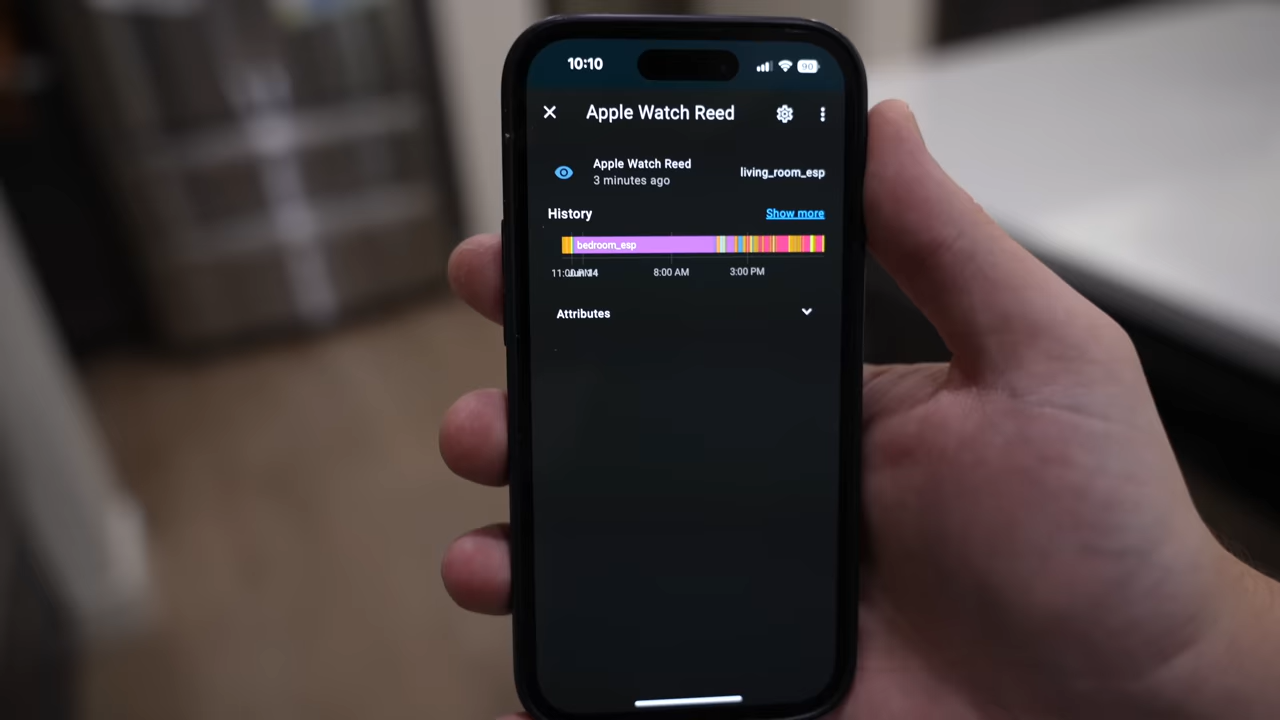 10:10
90
Apple Watch Reed
Apple Watch Reed
3 minutes ago
living_room_esp
History
Show more
bedroom_esp
8:00 AM
3:00 PM
Attributes